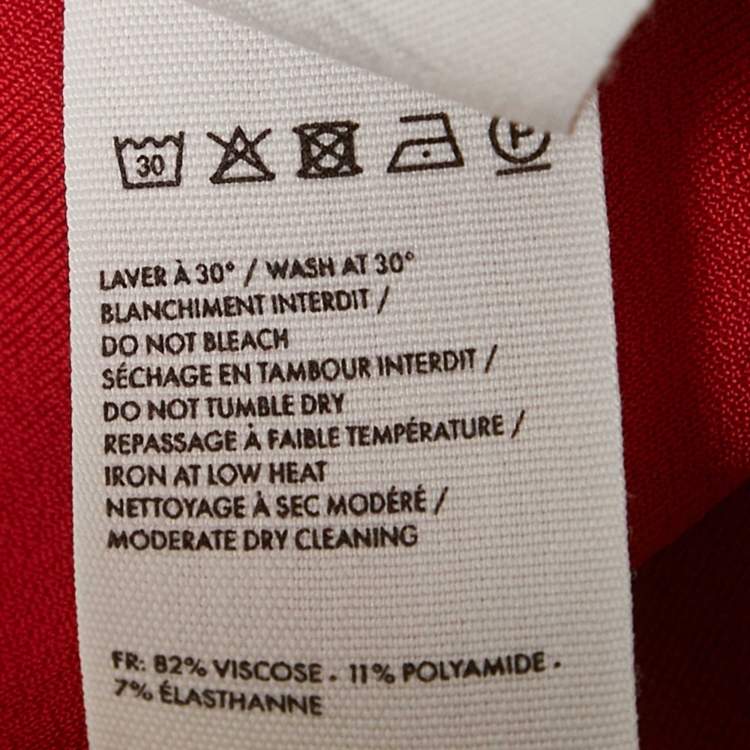 30 P
LAVER À 30° / WASH AT 30°
BLANCHIMENT INTERDIT /
DO NOT BLEACH
SÉCHAGE EN TAMBOUR INTERDIT /
DO NOT TUMBLE DRY
REPASSAGE À FAIBLE TEMPÉRATURE /
IRON AT LOW HEAT
NETTOYAGE À SEC MODÉRÉ /
MODERATE DRY CLEANING
FR: 82% VISCOSE . 11% POLYAMIDE .
7% ÉLASTHANNE